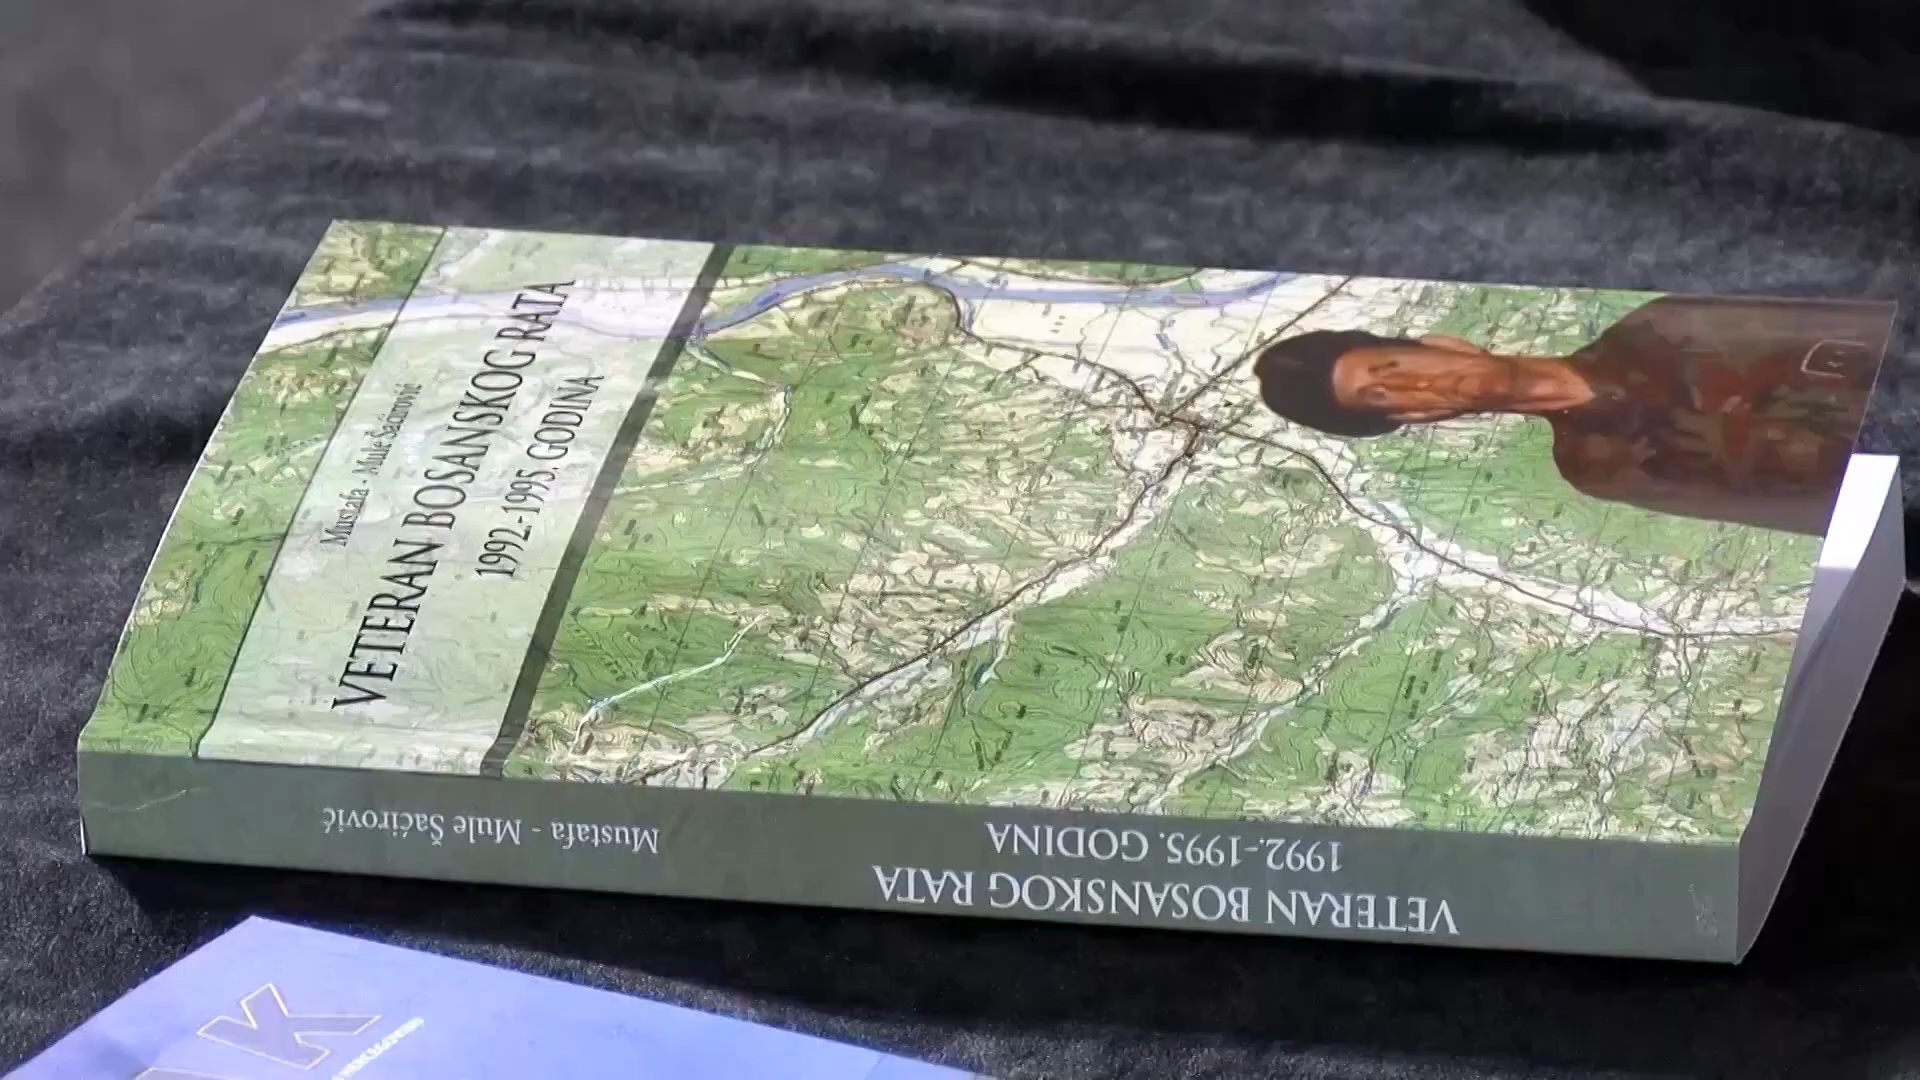 Mustafa - Mule Šaćirović
VETERAN BOSANSKOG RATA
1992.-1995. GODINA
Mustafa - Mule Šaćirović
VETERAN BOSANSKOG RATA
1992.-1995. GODINA